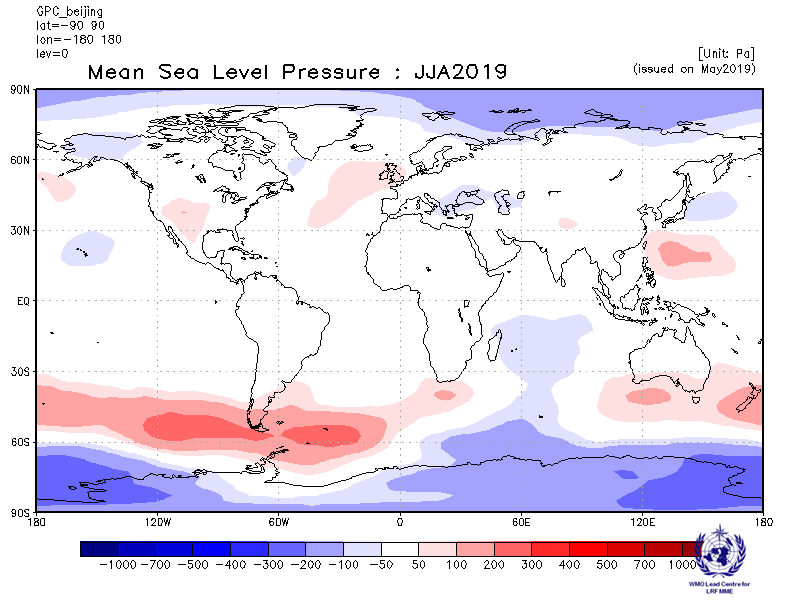 GPC_beijing
lat=-90 90
lon=-180 180
lev=0
[Unit: Pa]
Mean Sea Level Pressure : JJA2019
(issued on May2019)
90N
60N
30N
EQ
30S
60S
90S
180 120W 60W 0 60E 120E 180
-1000 -700 -500 -400 -300 -200 -100 -50 50 100 200 300 400 500 700 1000
WMO Lead Centre for
LRF MME